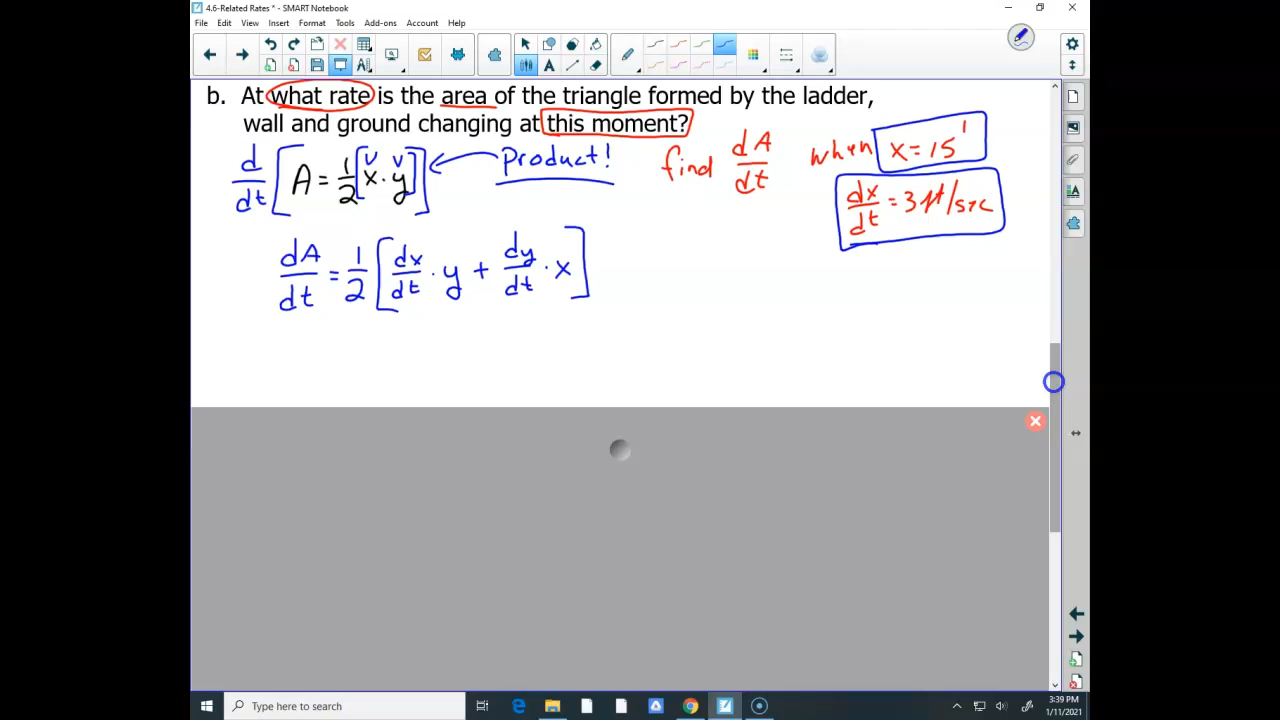 4.6-Related Rates * - SMART Notebook
File Edit View Insert Format Tools Add-ons Account Help
b. At what rate is the area of the triangle formed by the ladder,
wall and ground changing at this moment?
d/dt [A = 1/2 [x · y]] ← Product! find dA/dt when x = 15'
v v
dx/dt = 3 ft/sec
dA/dt = 1/2 [dx/dt · y + dy/dt · x]
Type here to search
3:39 PM
1/11/2021